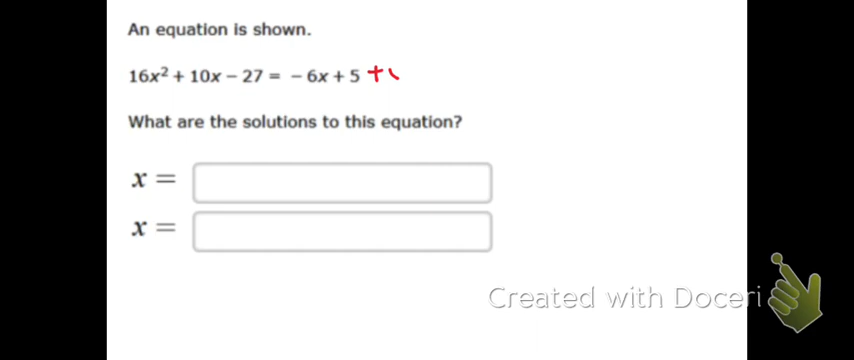 An equation is shown.
16x² + 10x – 27 = – 6x + 5 +
What are the solutions to this equation?
x =
x =
Created with Doceri